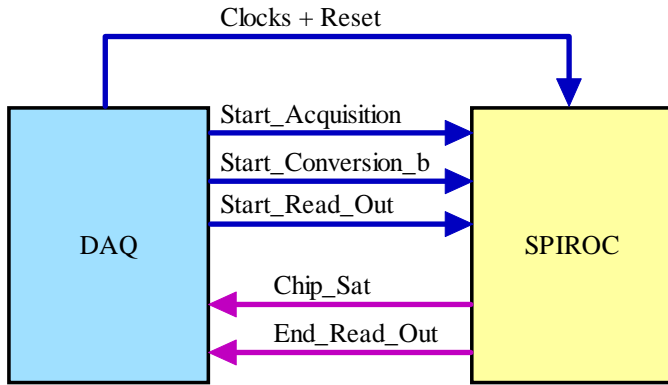 Clocks + Reset
Start_Acquisition
Start_Conversion_b
Start_Read_Out
DAQ
SPIROC
Chip_Sat
End_Read_Out